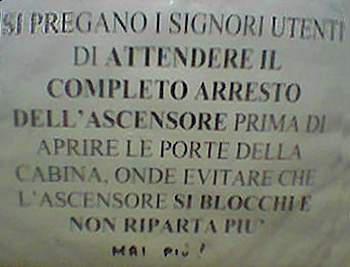 SI PREGANO I SIGNORI UTENTI
DI ATTENDERE IL
COMPLETO ARRESTO
DELL'ASCENSORE PRIMA DI
APRIRE LE PORTE DELLA
CABINA, ONDE EVITARE CHE
L'ASCENSORE SI BLOCCHI E
NON RIPARTA PIU'
MAI PIÙ!